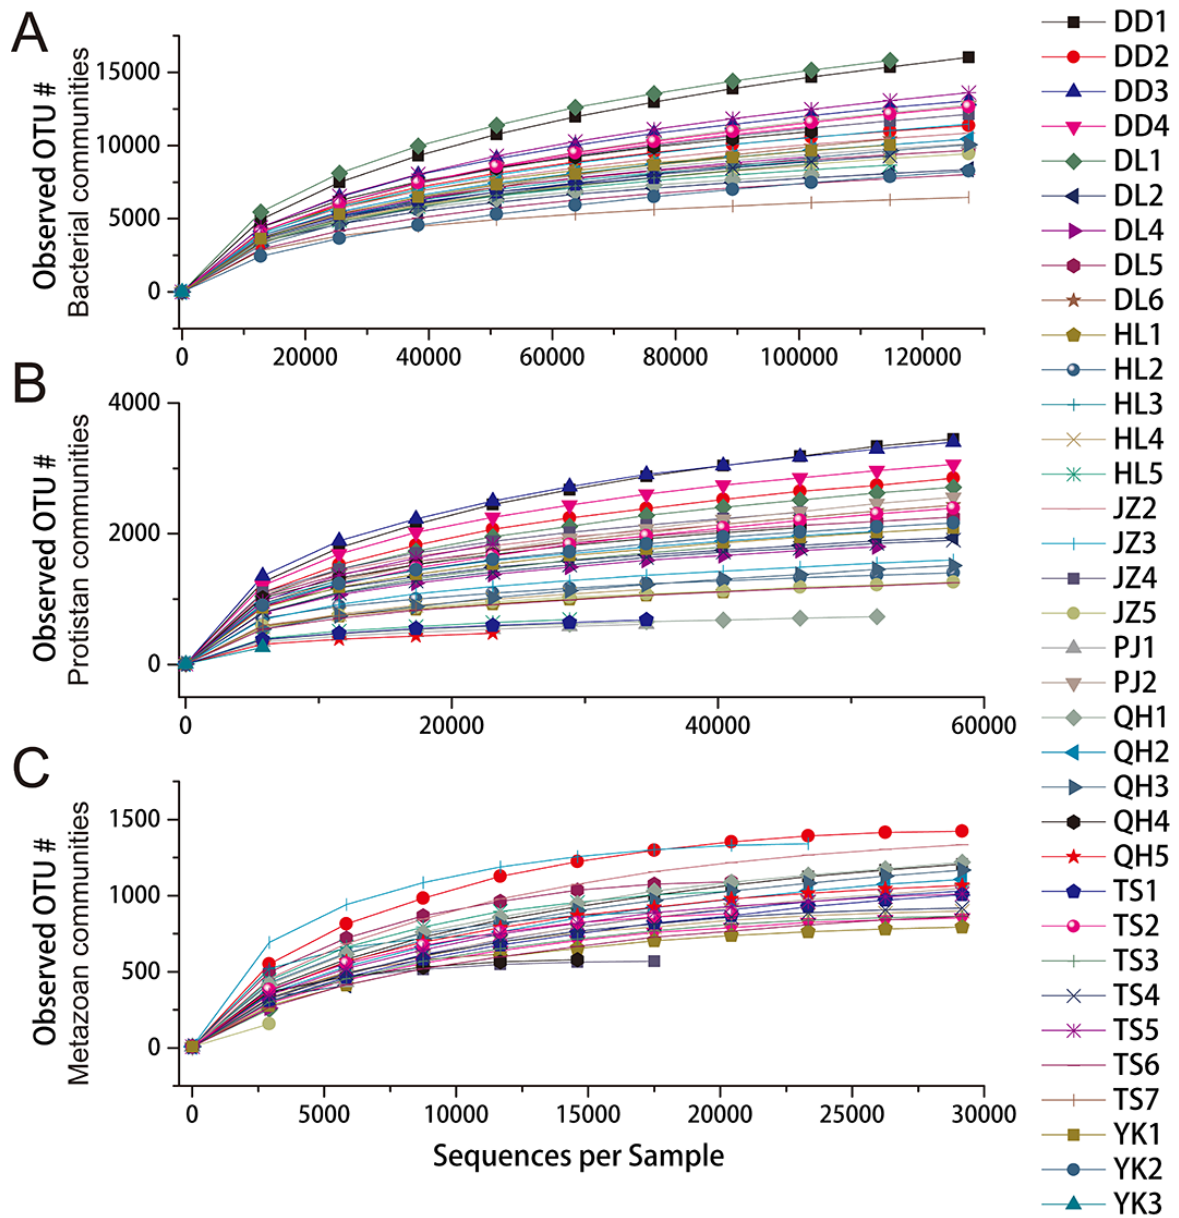 A
Observed OTU #
Bacterial communities
15000
10000
5000
0
0 20000 40000 60000 80000 100000 120000
B
Observed OTU #
Protistan communities
4000
2000
0
0 20000 40000 60000
C
Observed OTU #
Metazoan communities
1500
1000
500
0
0 5000 10000 15000 20000 25000 30000
Sequences per Sample
DD1
DD2
DD3
DD4
DL1
DL2
DL4
DL5
DL6
HL1
HL2
HL3
HL4
HL5
JZ2
JZ3
JZ4
JZ5
PJ1
PJ2
QH1
QH2
QH3
QH4
QH5
TS1
TS2
TS3
TS4
TS5
TS6
TS7
YK1
YK2
YK3